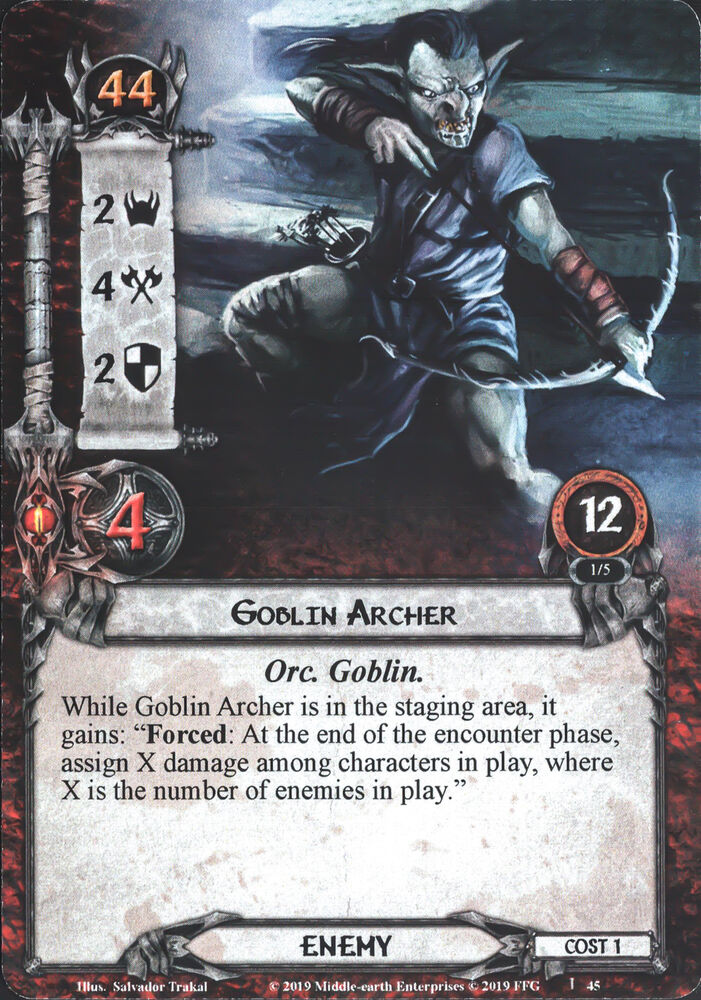 44
2
4
2
4
12
1/5
Goblin Archer
Orc. Goblin.
While Goblin Archer is in the staging area, it
gains: “Forced: At the end of the encounter phase,
assign X damage among characters in play, where
X is the number of enemies in play.”
ENEMY
COST 1
Illus. Salvador Trakal © 2019 Middle-earth Enterprises © 2019 FFG 45